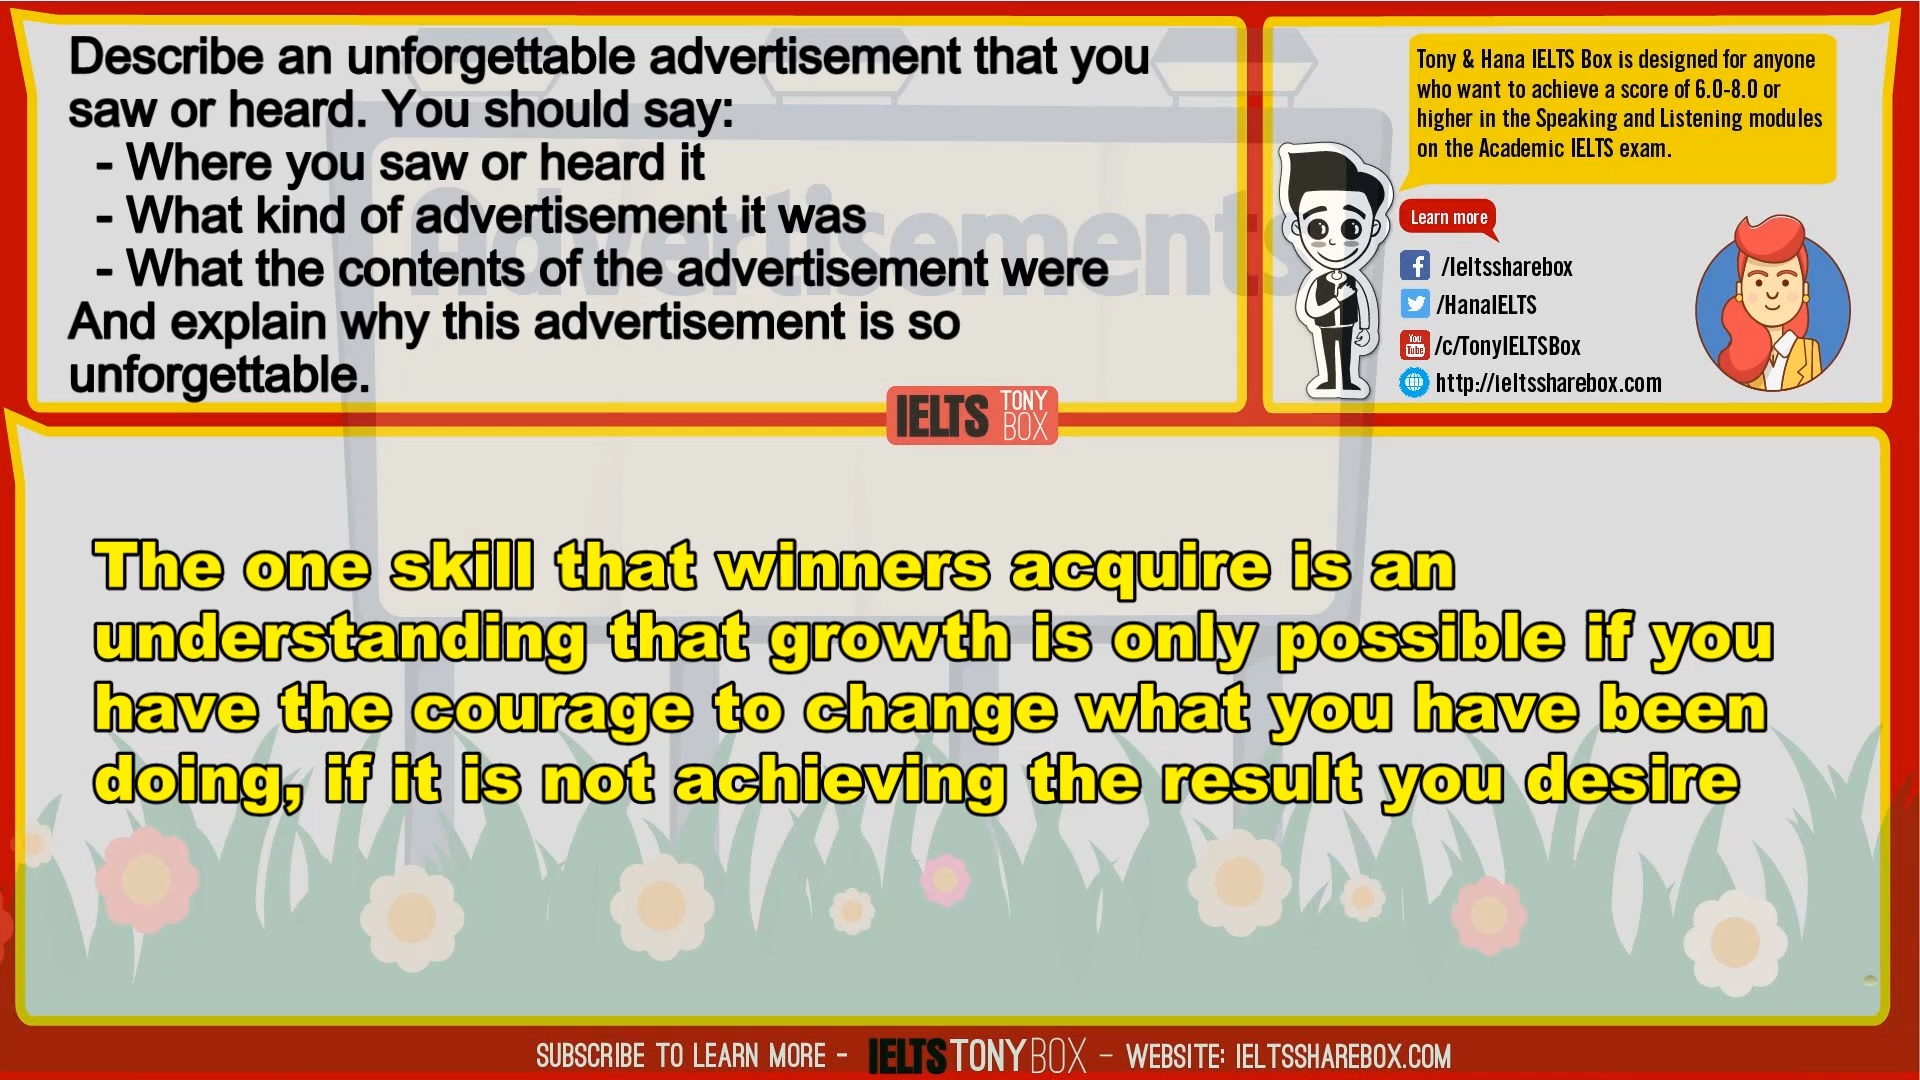 Describe an unforgettable advertisement that you
saw or heard. You should say:
- Where you saw or heard it
- What kind of advertisement it was
- What the contents of the advertisement were
And explain why this advertisement is so
unforgettable.
Tony & Hana IELTS Box is designed for anyone
who want to achieve a score of 6.0-8.0 or
higher in the Speaking and Listening modules
on the Academic IELTS exam.
Learn more
/Ieltssharebox
/HanaIELTS
You
Tube
/c/TonyIELTSBox
http://ieltssharebox.com
Advertisements
IELTS TONY
BOX
The one skill that winners acquire is an
understanding that growth is only possible if you
have the courage to change what you have been
doing, if it is not achieving the result you desire
SUBSCRIBE TO LEARN MORE - IELTS TONY BOX - WEBSITE: IELTSSHAREBOX.COM